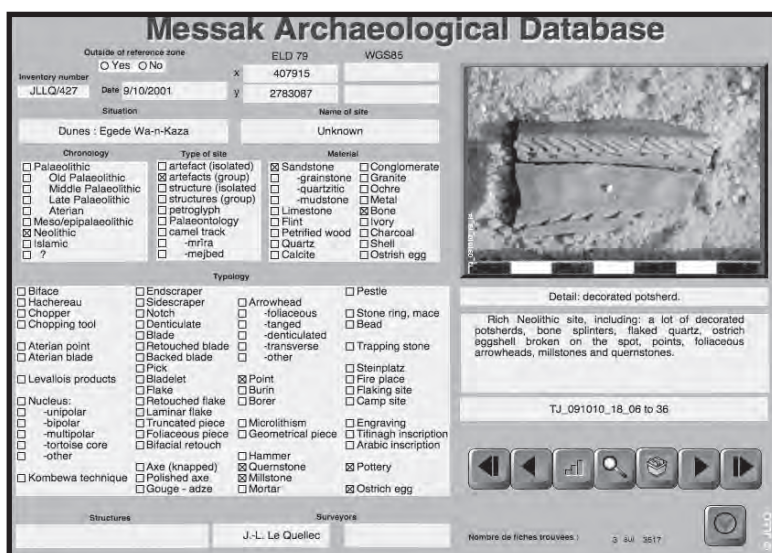 Messak Archaeological Database
Outside of reference zone
Yes No
ELD 79 WGS85
Inventory number
JLLQ/427
Date 9/10/2001
x 407915
y 2783087
Situation
Dunes : Egede Wa-n-Kaza
Name of site
Unknown
Chronology
Palaeolithic
Old Palaeolithic
Middle Palaeolithic
Late Palaeolithic
Aterian
Meso/epipalaeolithic
Neolithic
Islamic
?
Type of site
artefact (isolated)
artefacts (group)
structure (isolated
structures (group)
petroglyph
Palaeontology
camel track
-mrira
-mejbed
Material
Sandstone
-grainstone
-quartzitic
-mudstone
Limestone
Flint
Petrified wood
Quartz
Calcite
Conglomerate
Granite
Ochre
Metal
Bone
Ivory
Charcoal
Shell
Ostrich egg
Typology
Biface
Hachereau
Chopper
Chopping tool
Aterian point
Aterian blade
Levallois products
Nucleus:
-unipolar
-bipolar
-multipolar
-tortoise core
-other
Kombewa technique
Endscraper
Sidescraper
Notch
Denticulate
Blade
Retouched blade
Backed blade
Pick
Bladelet
Flake
Retouched flake
Laminar flake
Truncated piece
Foliaceous piece
Bifacial retouch
Axe (knapped)
Polished axe
Gouge - adze
Arrowhead
-foliaceous
-tanged
-denticulated
-transverse
-other
Point
Burin
Borer
Microlithism
Geometrical piece
Hammer
Quernstone
Millstone
Mortar
Pestle
Stone ring, mace
Bead
Trapping stone
Steinplatz
Fire place
Flaking site
Camp site
Engraving
Tifinagh inscription
Arabic inscription
Pottery
Ostrich egg
Structures
Surveyors
J.-L. Le Quellec
Detail: decorated potsherd.
Rich Neolithic site, including: a lot of decorated
potsherds, bone splinters, flaked quartz, ostrich
eggshell broken on the spot, points, foliaceous
arrowheads, millstones and quernstones.
TJ_091010_18_06 to 36
Nombre de fiches trouvées :
3 sur 3517
© JLLQ